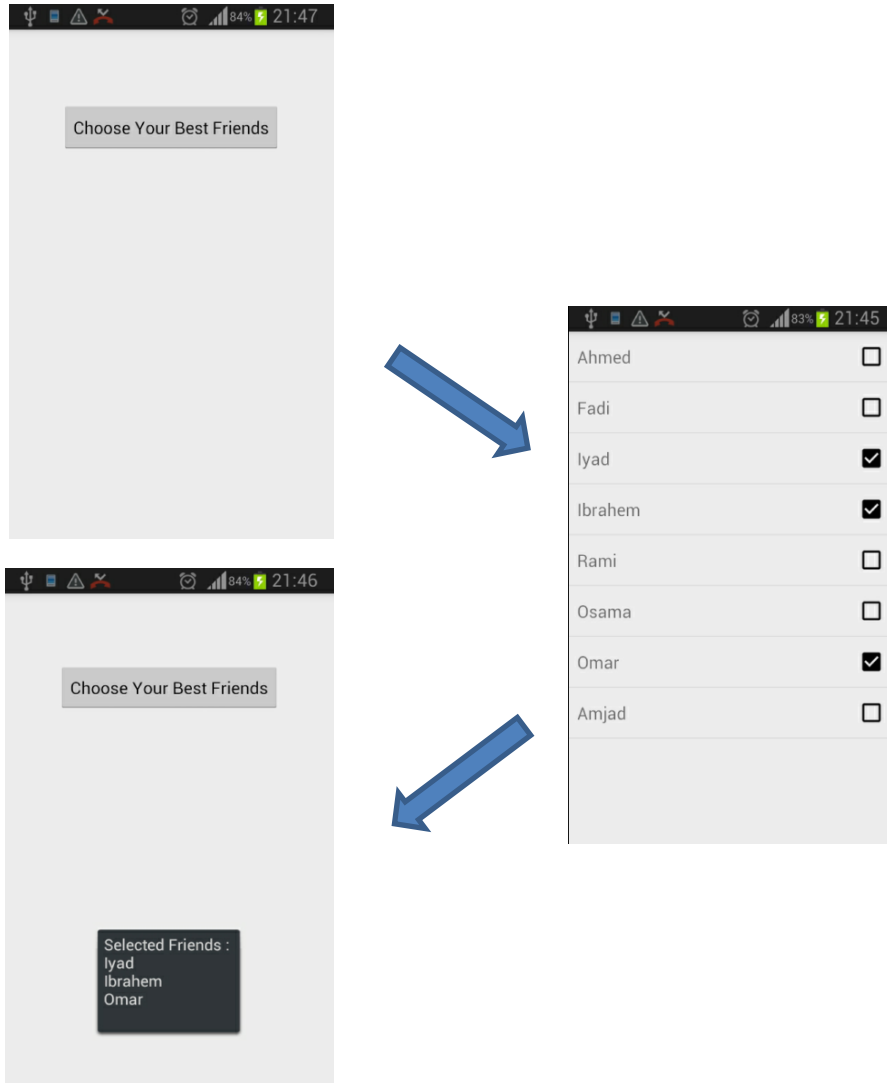 84% 21:47
Choose Your Best Friends
83% 21:45
Ahmed
Fadi
Iyad
Ibrahem
Rami
Osama
Omar
Amjad
84% 21:46
Choose Your Best Friends
Selected Friends :
Iyad
Ibrahem
Omar